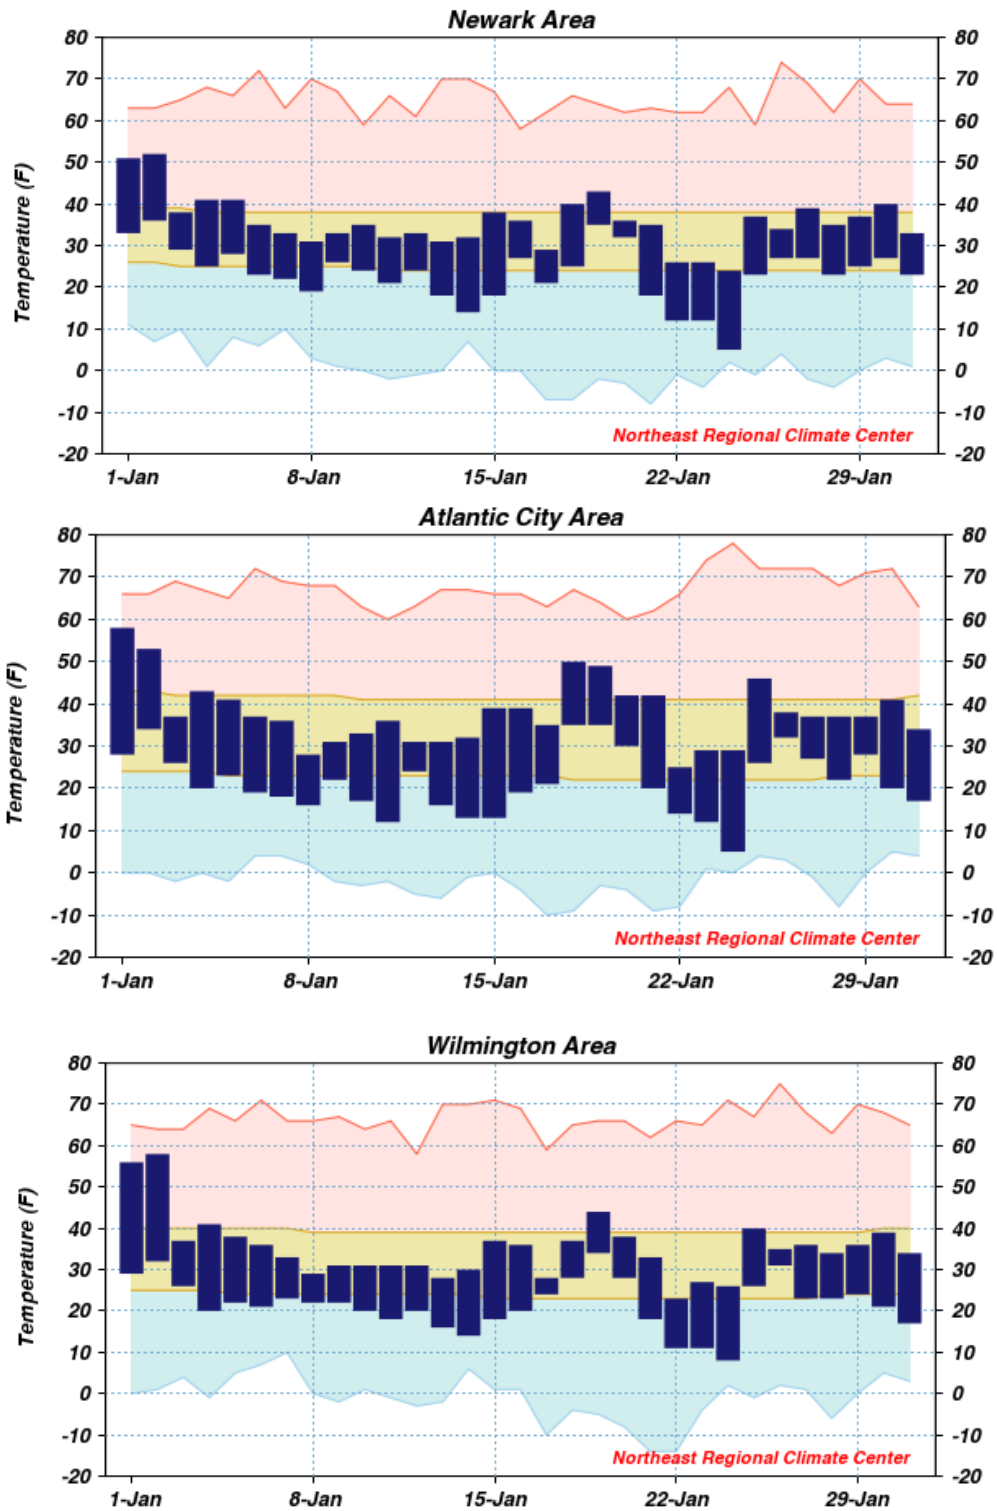 Newark Area
80 80
70 70
60 60
50 50
40 40
30 30
20 20
10 10
0 0
-10 -10
-20 -20
Temperature (F)
Northeast Regional Climate Center
1-Jan 8-Jan 15-Jan 22-Jan 29-Jan
Atlantic City Area
80 80
70 70
60 60
50 50
40 40
30 30
20 20
10 10
0 0
-10 -10
-20 -20
Temperature (F)
Northeast Regional Climate Center
1-Jan 8-Jan 15-Jan 22-Jan 29-Jan
Wilmington Area
80 80
70 70
60 60
50 50
40 40
30 30
20 20
10 10
0 0
-10 -10
-20 -20
Temperature (F)
Northeast Regional Climate Center
1-Jan 8-Jan 15-Jan 22-Jan 29-Jan